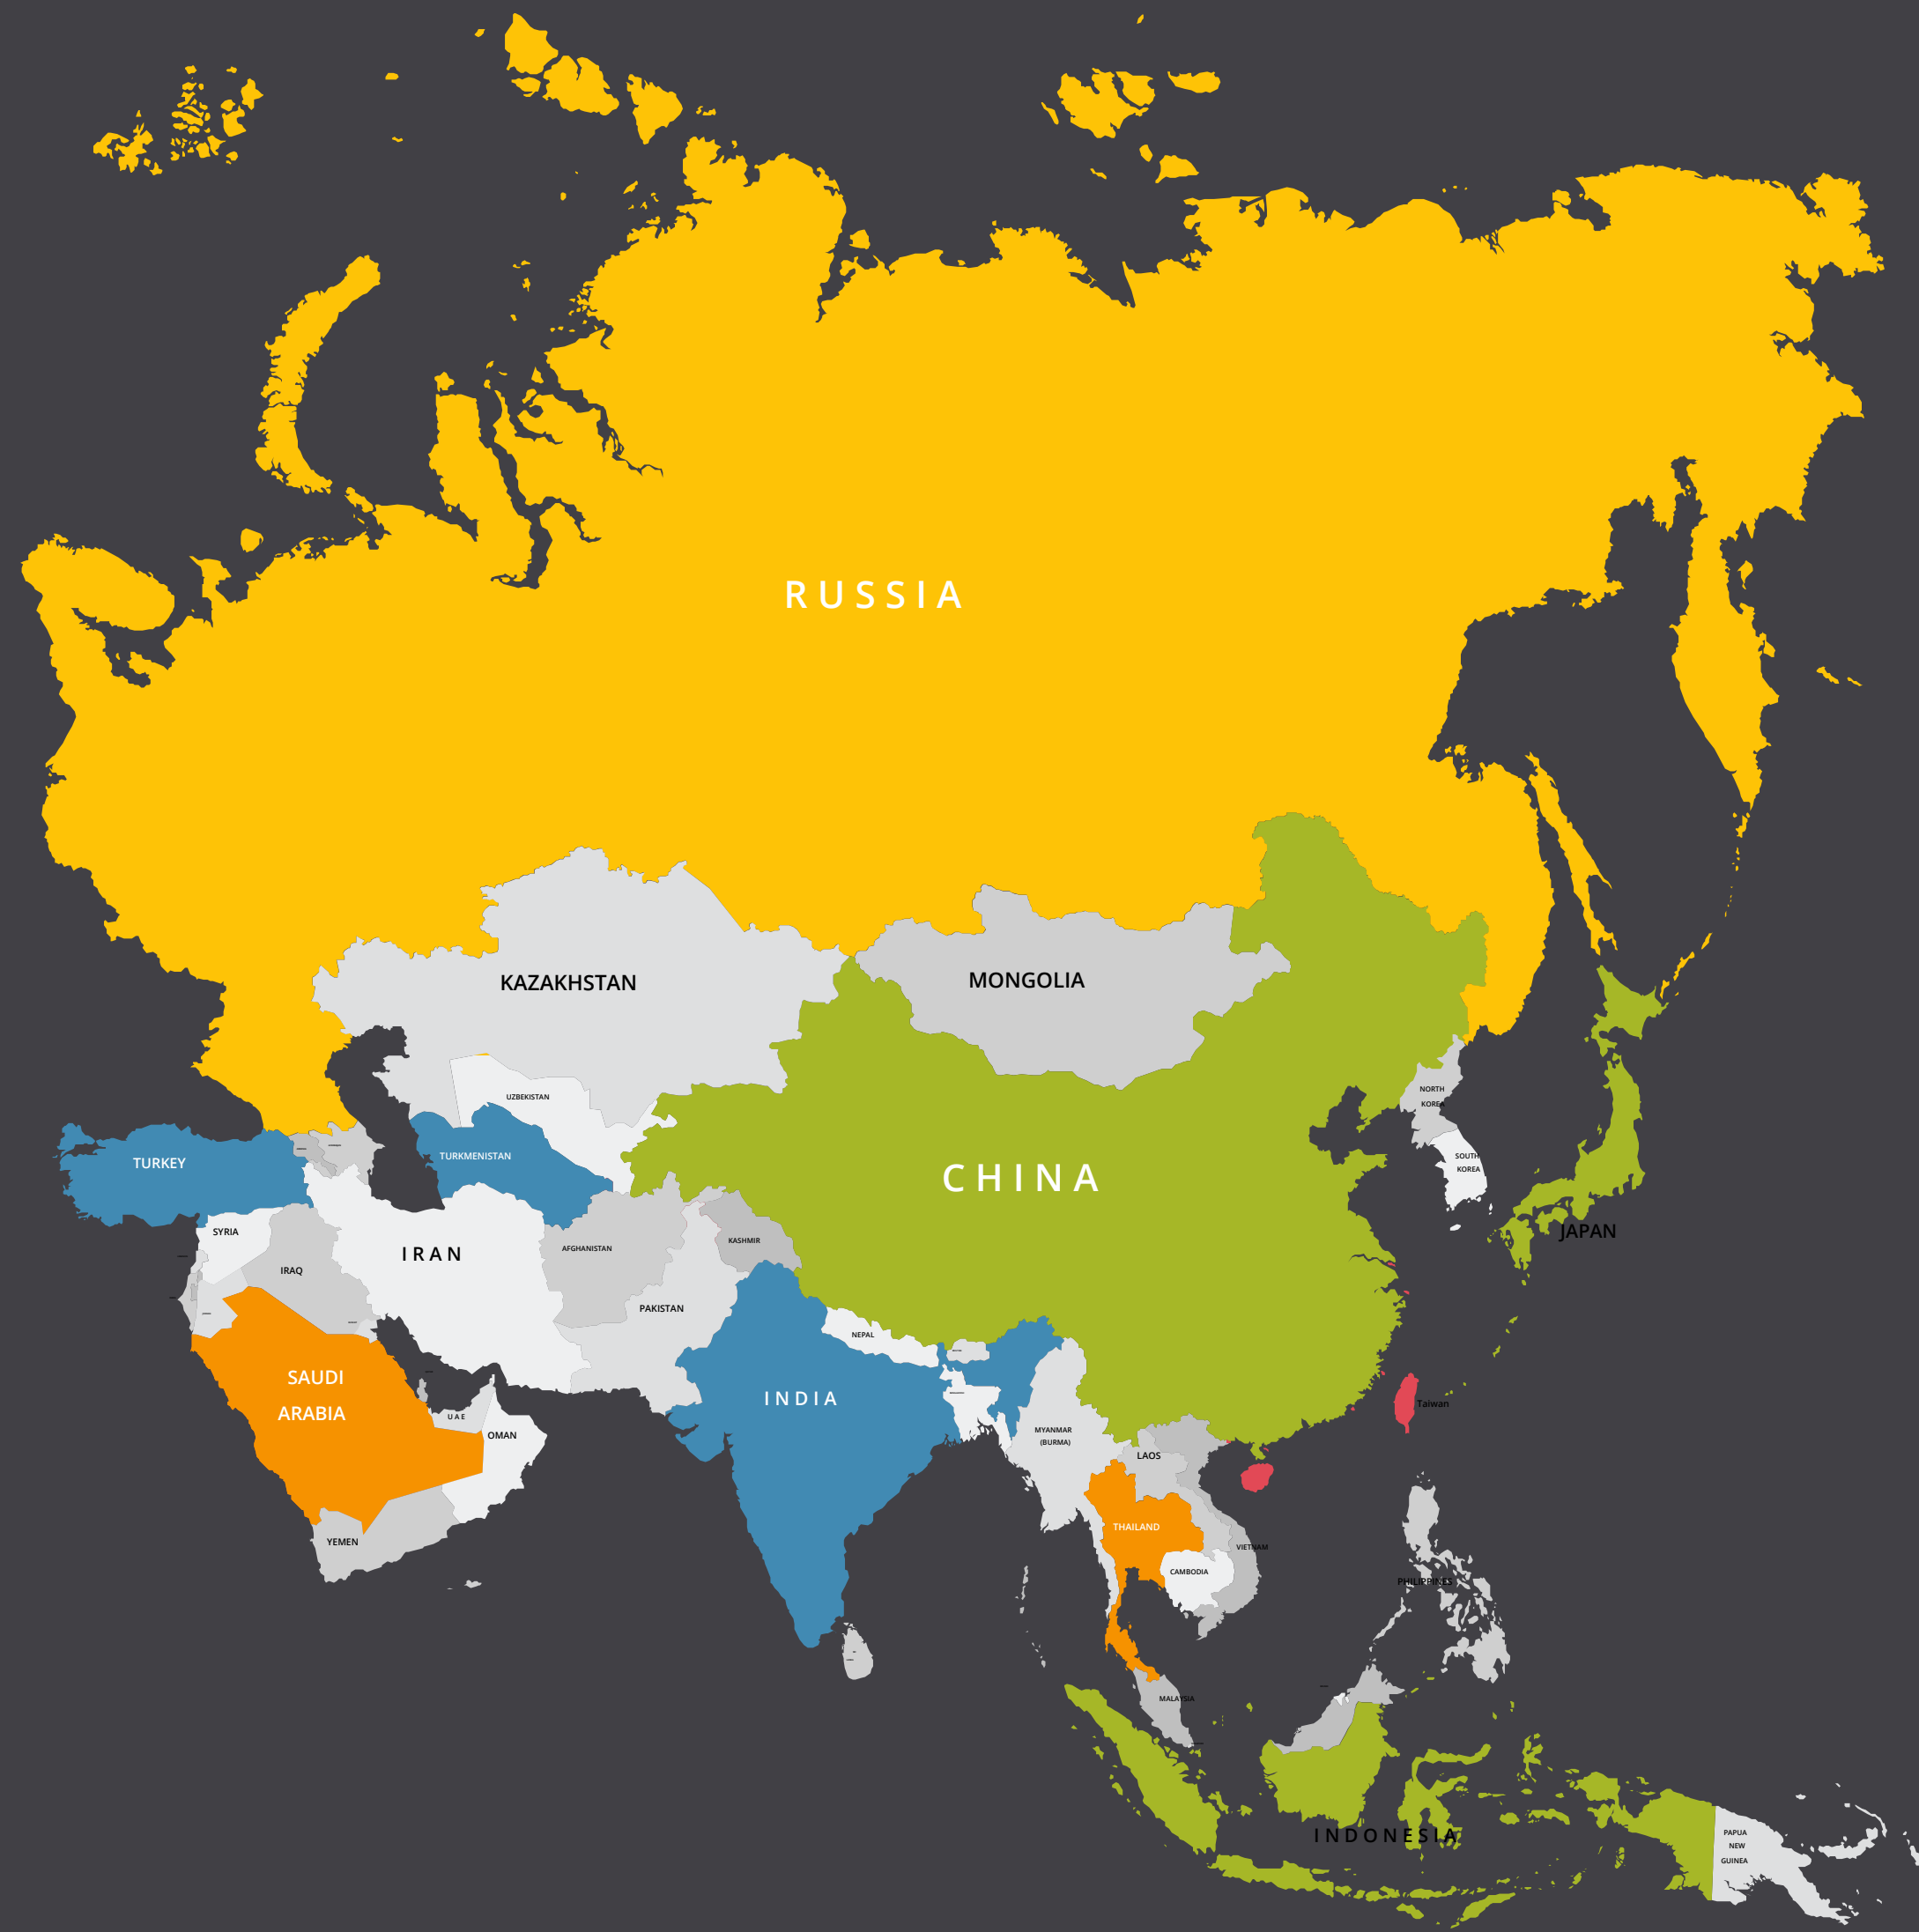 RUSSIA
KAZAKHSTAN
MONGOLIA
UZBEKISTAN
NORTH
KOREA
TURKEY
TURKMENISTAN
CHINA
SOUTH
KOREA
SYRIA
IRAN
AFGHANISTAN
KASHMIR
JAPAN
IRAQ
PAKISTAN
NEPAL
SAUDI
ARABIA
INDIA
Taiwan
UAE
OMAN
MYANMAR
(BURMA)
LAOS
THAILAND
YEMEN
VIETNAM
CAMBODIA
PHILIPPINES
MALAYSIA
INDONESIA
PAPUA
NEW
GUINEA